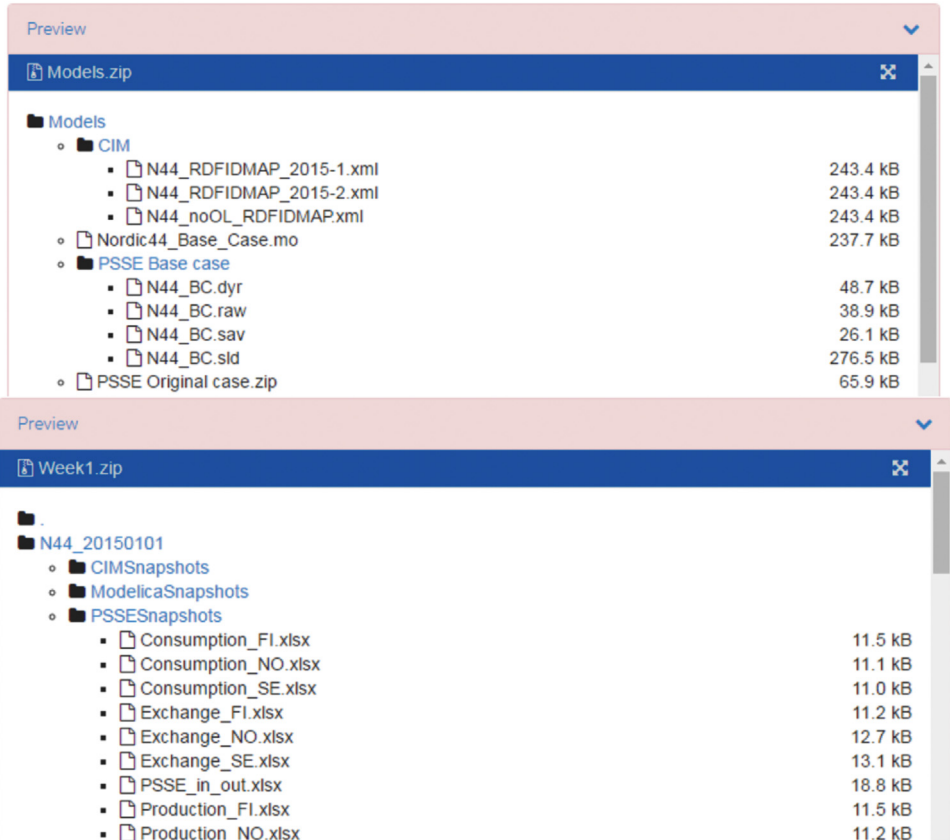 Preview
Models.zip
Models
CIM
N44_RDFIDMAP_2015-1.xml 243.4 kB
N44_RDFIDMAP_2015-2.xml 243.4 kB
N44_noOL_RDFIDMAP.xml 243.4 kB
Nordic44_Base_Case.mo 237.7 kB
PSSE Base case
N44_BC.dyr 48.7 kB
N44_BC.raw 38.9 kB
N44_BC.sav 26.1 kB
N44_BC.sld 276.5 kB
PSSE Original case.zip 65.9 kB
Preview
Week1.zip
.
N44_20150101
CIMSnapshots
ModelicaSnapshots
PSSESnapshots
Consumption_FI.xlsx 11.5 kB
Consumption_NO.xlsx 11.1 kB
Consumption_SE.xlsx 11.0 kB
Exchange_FI.xlsx 11.2 kB
Exchange_NO.xlsx 12.7 kB
Exchange_SE.xlsx 13.1 kB
PSSE_in_out.xlsx 18.8 kB
Production_FI.xlsx 11.5 kB
Production_NO.xlsx 11.2 kB